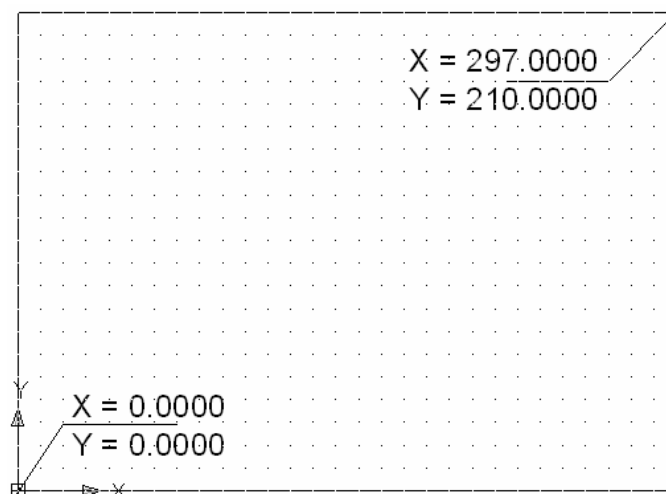 X = 297.0000
Y = 210.0000
Y
X = 0.0000
Y = 0.0000
X